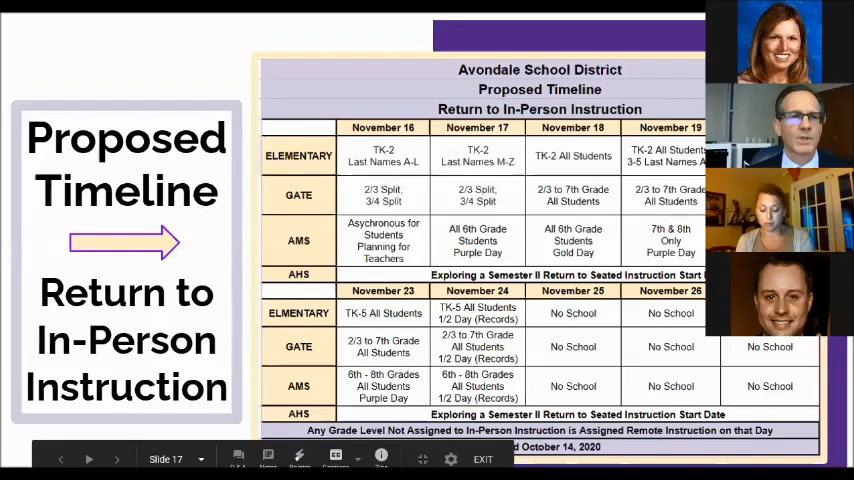 Proposed
Timeline
Return to
In-Person
Instruction
Avondale School District
Proposed Timeline
Return to In-Person Instruction
November 16 November 17 November 18 November 19
ELEMENTARY
TK-2
Last Names A-L
TK-2
Last Names M-Z
TK-2 All Students
TK-2 All Students
3-5 Last Names
GATE
2/3 Split;
3/4 Split
2/3 Split;
3/4 Split
2/3 to 7th Grade
All Students
2/3 to 7th Grade
All Students
AMS
Asychronous for
Students
Planning for
Teachers
All 6th Grade
Students
Purple Day
All 6th Grade
Students
Gold Day
7th & 8th
Only
Purple Day
AHS Exploring a Semester II Return to Seated Instruction Start
November 23 November 24 November 25 November 26
ELEMENTARY
TK-5 All Students
TK-5 All Students
1/2 Day (Records)
No School
No School
GATE
2/3 to 7th Grade
All Students
2/3 to 7th Grade
All Students
1/2 Day (Records)
No School
No School
No School
AMS
6th - 8th Grades
All Students
Purple Day
6th - 8th Grades
All Students
1/2 Day (Records)
No School
No School
No School
AHS Exploring a Semester II Return to Seated Instruction Start Date
Any Grade Level Not Assigned to In-Person Instruction is Assigned Remote Instruction on that Day
October 14, 2020
Slide 17
Q & A Notes Pointer Captions Tips
EXIT